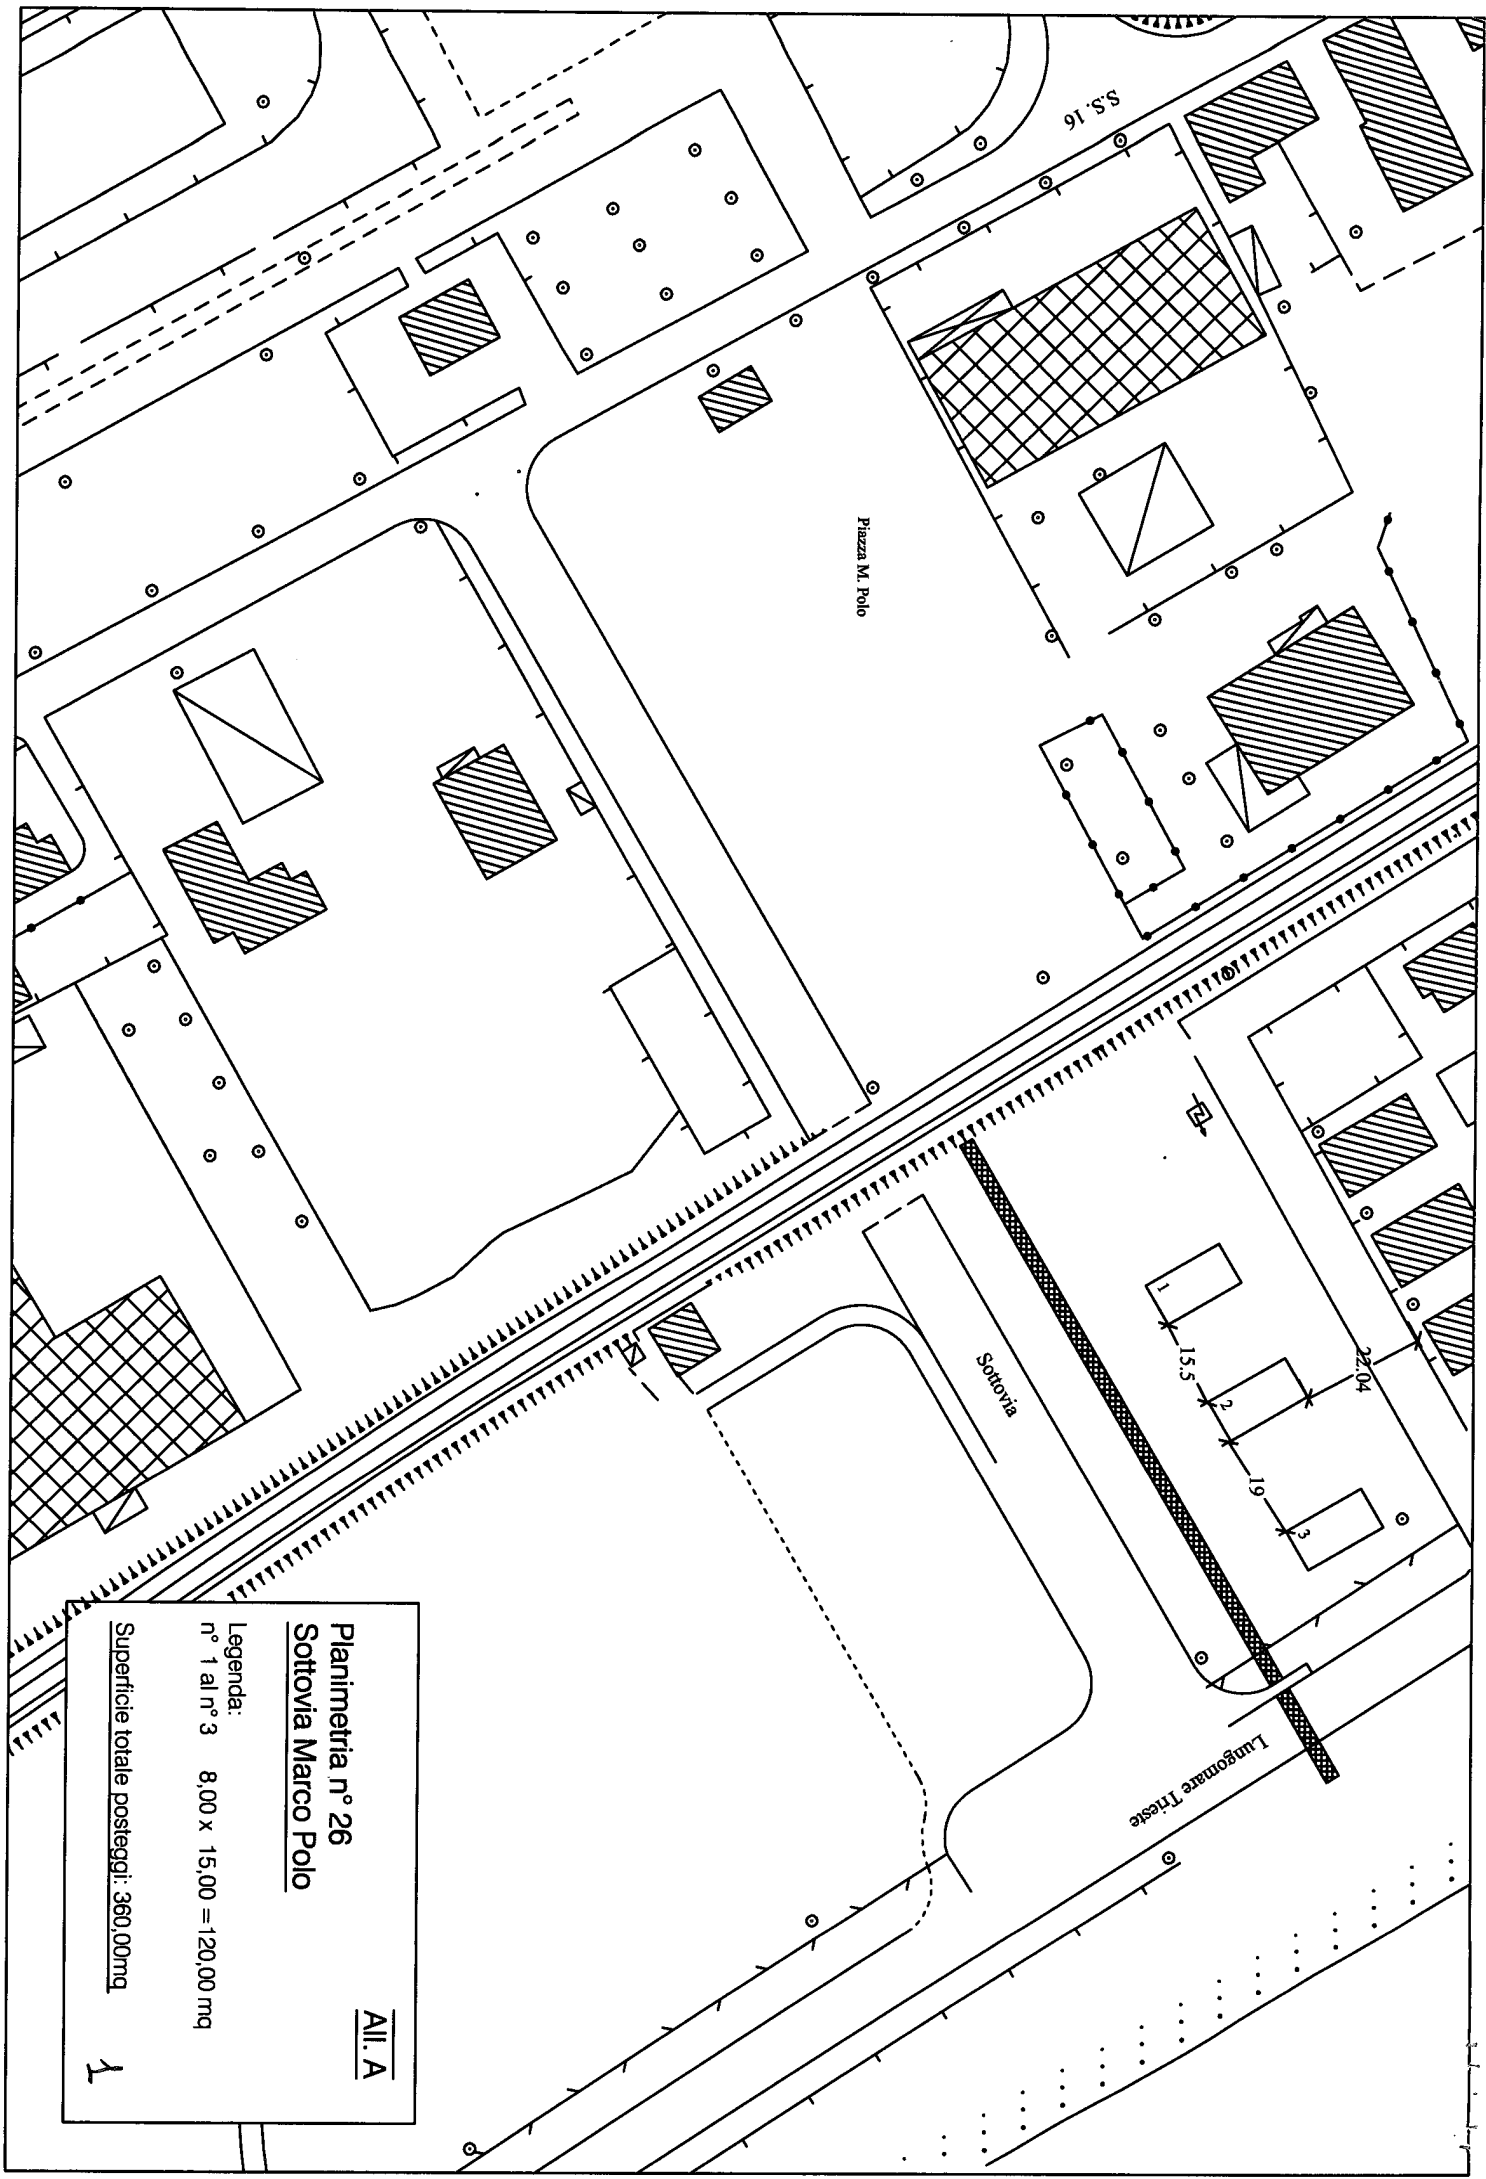 S.S. 16
Piazza M. Polo
Sottovia
Lungomare Trieste
1
15.5
2
22.04
19
3
N
All. A
Planimetria n° 26
Sottovia Marco Polo
Legenda:
n° 1 al n° 3 8,00 x 15,00 =120,00 mq
Superficie totale posteggi: 360,00mq
1